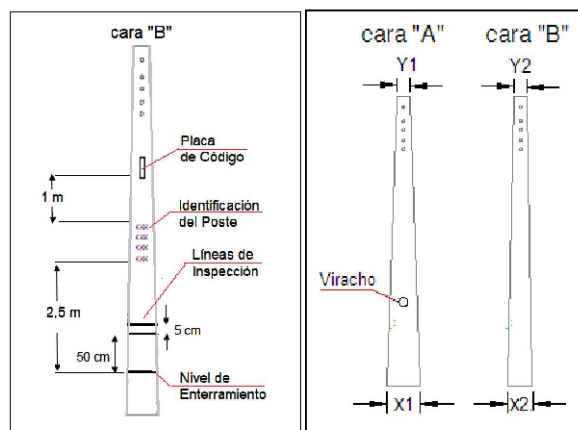 cara "B"
Placa
de Código
1 m
Identificación
del Poste
Líneas de
Inspección
2,5 m
5 cm
50 cm
Nivel de
Enterramiento
cara "A"
cara "B"
Y1
Y2
Viracho
X1
X2